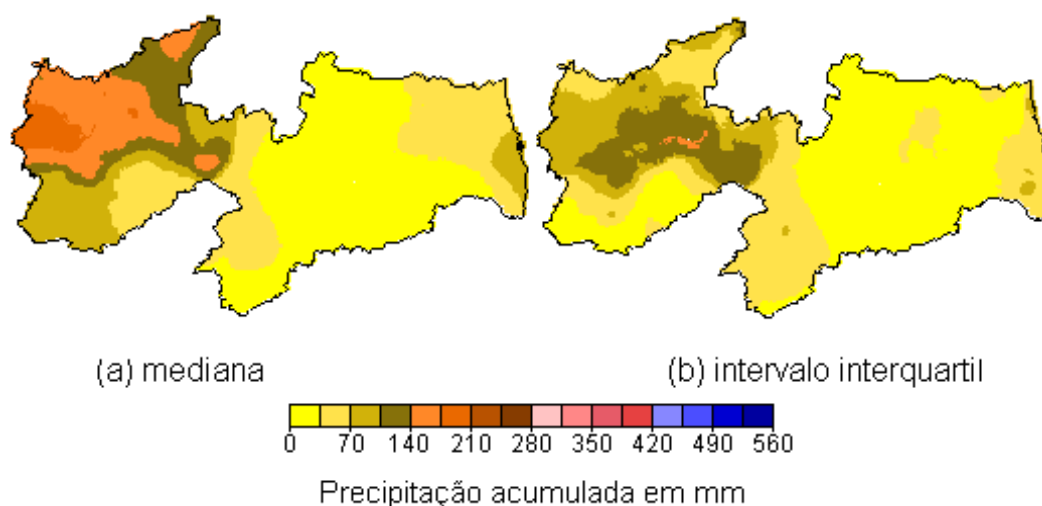 (a) mediana (b) intervalo interquartil
0 70 140 210 280 350 420 490 560
Precipitação acumulada em mm